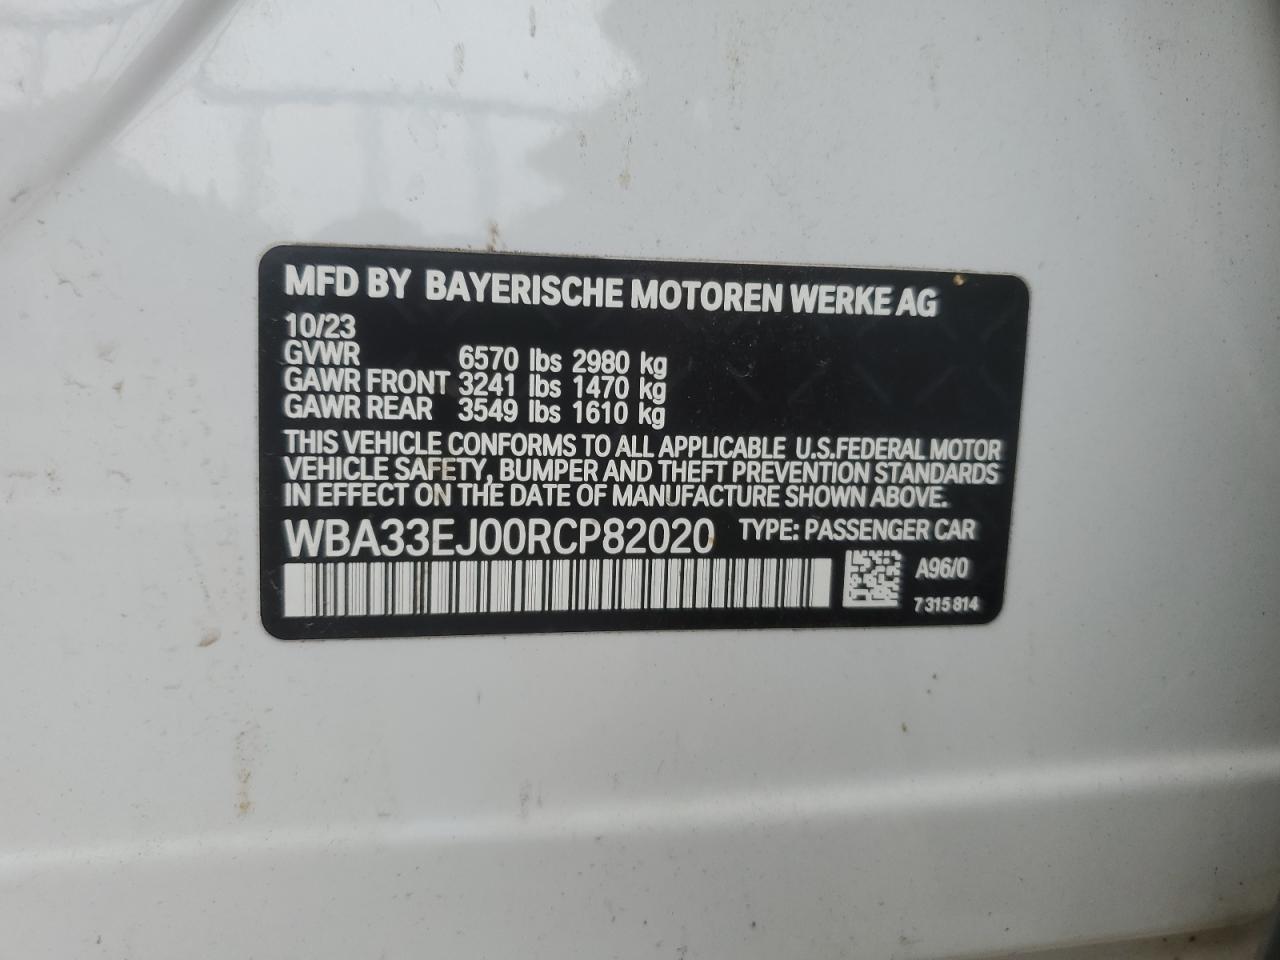 MFD BY BAYERISCHE MOTOREN WERKE AG
10/23
GVWR 6570 lbs 2980 kg
GAWR FRONT 3241 lbs 1470 kg
GAWR REAR 3549 lbs 1610 kg
THIS VEHICLE CONFORMS TO ALL APPLICABLE U.S.FEDERAL MOTOR
VEHICLE SAFETY, BUMPER AND THEFT PREVENTION STANDARDS
IN EFFECT ON THE DATE OF MANUFACTURE SHOWN ABOVE.
WBA33EJ00RCP82020 TYPE: PASSENGER CAR
A96/0
7 315 814